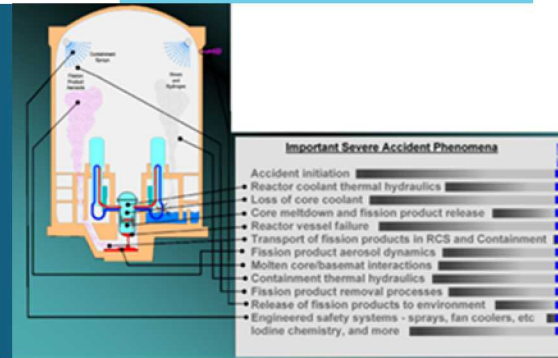 Containment
Sprays
Fission
Product
Aerosols
Steam
and
Hydrogen
Important Severe Accident Phenomena
Accident initiation
Reactor coolant thermal hydraulics
Loss of core coolant
Core meltdown and fission product release
Reactor vessel failure
Transport of fission products in RCS and Containment
Fission product aerosol dynamics
Molten core/basemat interactions
Containment thermal hydraulics
Fission product removal processes
Release of fission products to environment
Engineered safety systems - sprays, fan coolers, etc
Iodine chemistry, and more